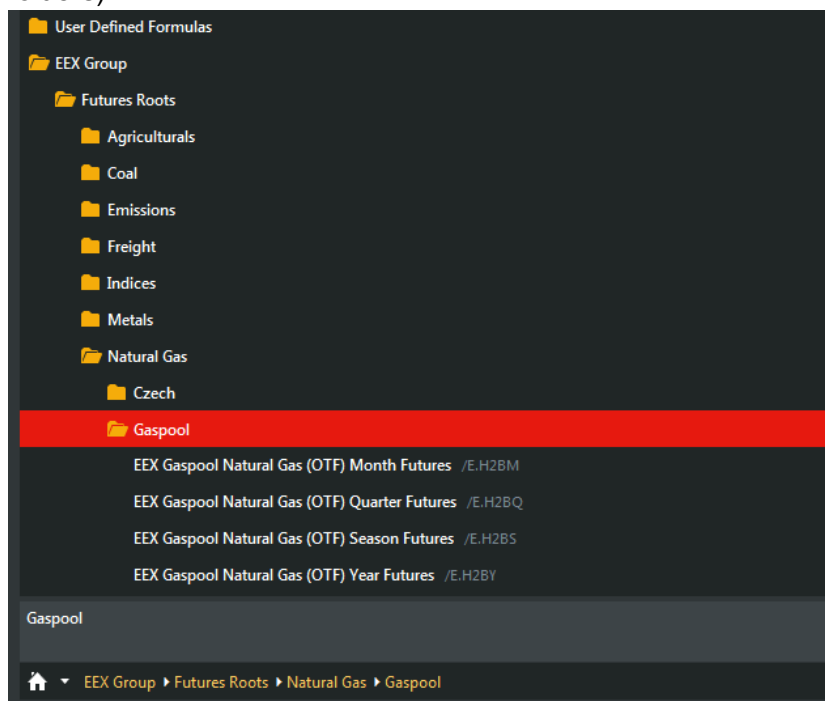 User Defined Formulas
EEX Group
Futures Roots
Agriculturals
Coal
Emissions
Freight
Indices
Metals
Natural Gas
Czech
Gaspool
EEX Gaspool Natural Gas (OTF) Month Futures /E.H2BM
EEX Gaspool Natural Gas (OTF) Quarter Futures /E.H2BQ
EEX Gaspool Natural Gas (OTF) Season Futures /E.H2BS
EEX Gaspool Natural Gas (OTF) Year Futures /E.H2BY
Gaspool
EEX Group Futures Roots Natural Gas Gaspool